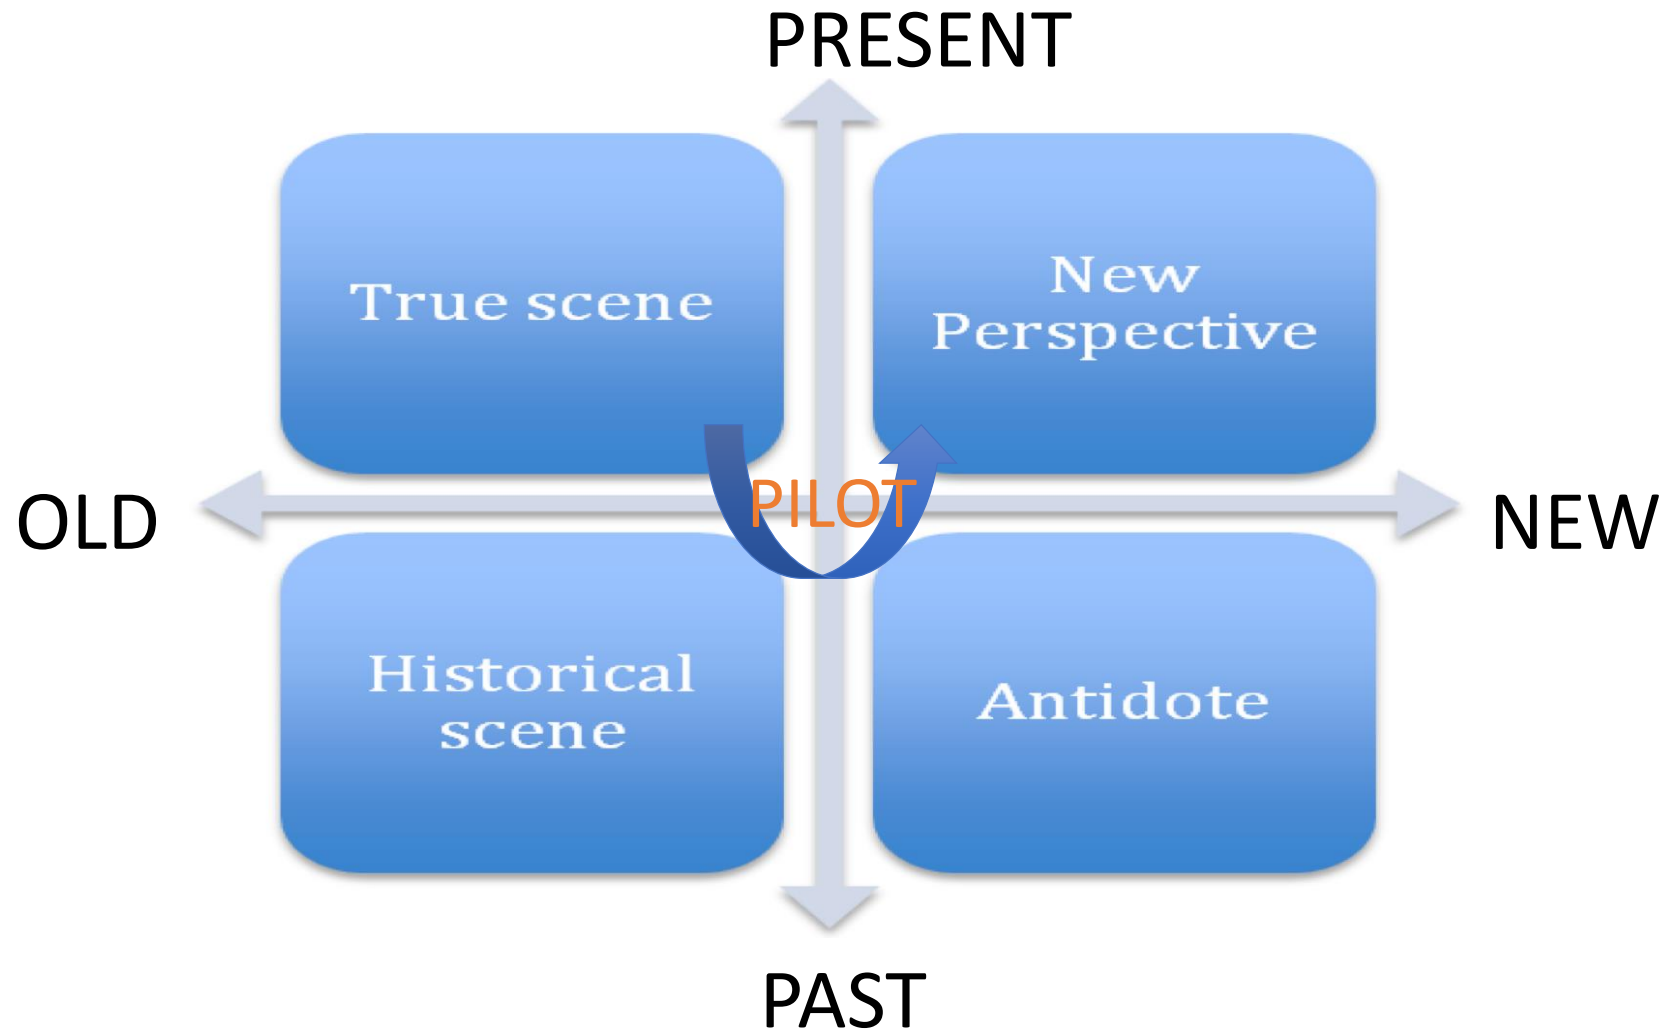 PRESENT
True scene
New
Perspective
OLD
PILOT
NEW
Historical
scene
Antidote
PAST